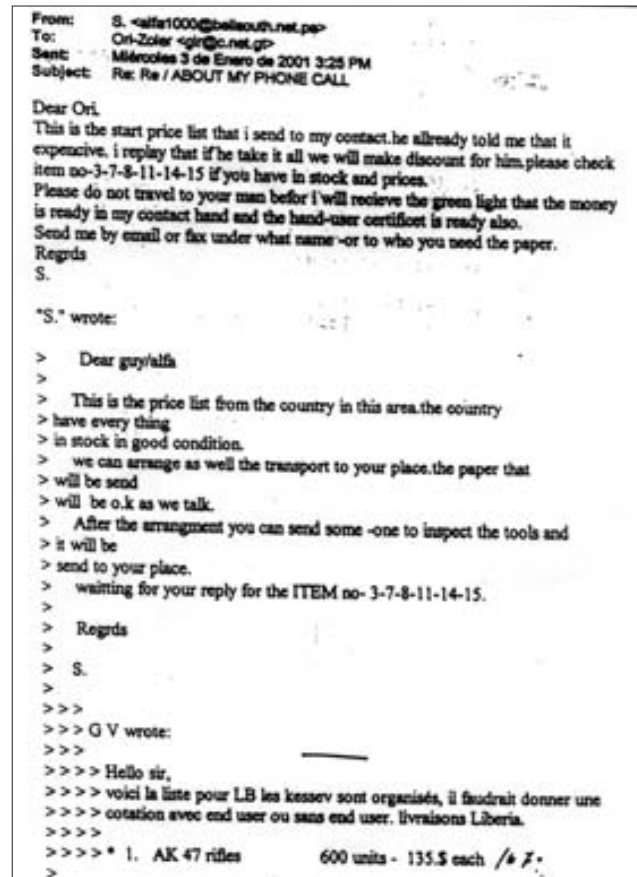 From: S. <alfa1000@bellsouth.net.pa>
To: Ori-Zoler <gir@c.net.gt>
Sent: Miércoles 3 de Enero de 2001 3:25 PM
Subject: Re: Re / ABOUT MY PHONE CALL
Dear Ori.
This is the start price list that i send to my contact.he allready told me that it
expencive. i replay that if he take it all we will make discount for him.please check
item no-3-7-8-11-14-15 if you have in stock and prices.
Please do not travel to your man befor i'will recieve the green light that the money
is ready in my contact hand and the hand-user certificet is ready also.
Send me by email or fax under what name -or to who you need the paper.
Regrds
S.
"S." wrote:
> Dear guy/alfa
>
> This is the price list from the country in this area.the country
> have every thing
> in stock in good condition.
> we can arrange as well the transport to your place.the paper that
> will be send
> will be o.k as we talk.
> After the arrangment you can send some -one to inspect the tools and
> it will be
> send to your place.
> waitting for your reply for the ITEM no- 3-7-8-11-14-15.
>
> Regrds
>
> S.
>
>>>
>>> G V wrote:
>>>
>>>> Hello sir,
>>>> voici la liste pour LB les kessev sont organisés, il faudrait donner une
>>>> cotation avec end user ou sans end user. livraisons Liberia.
>>>>
>>>> * 1. AK 47 rifles 600 units - 135.$ each
>